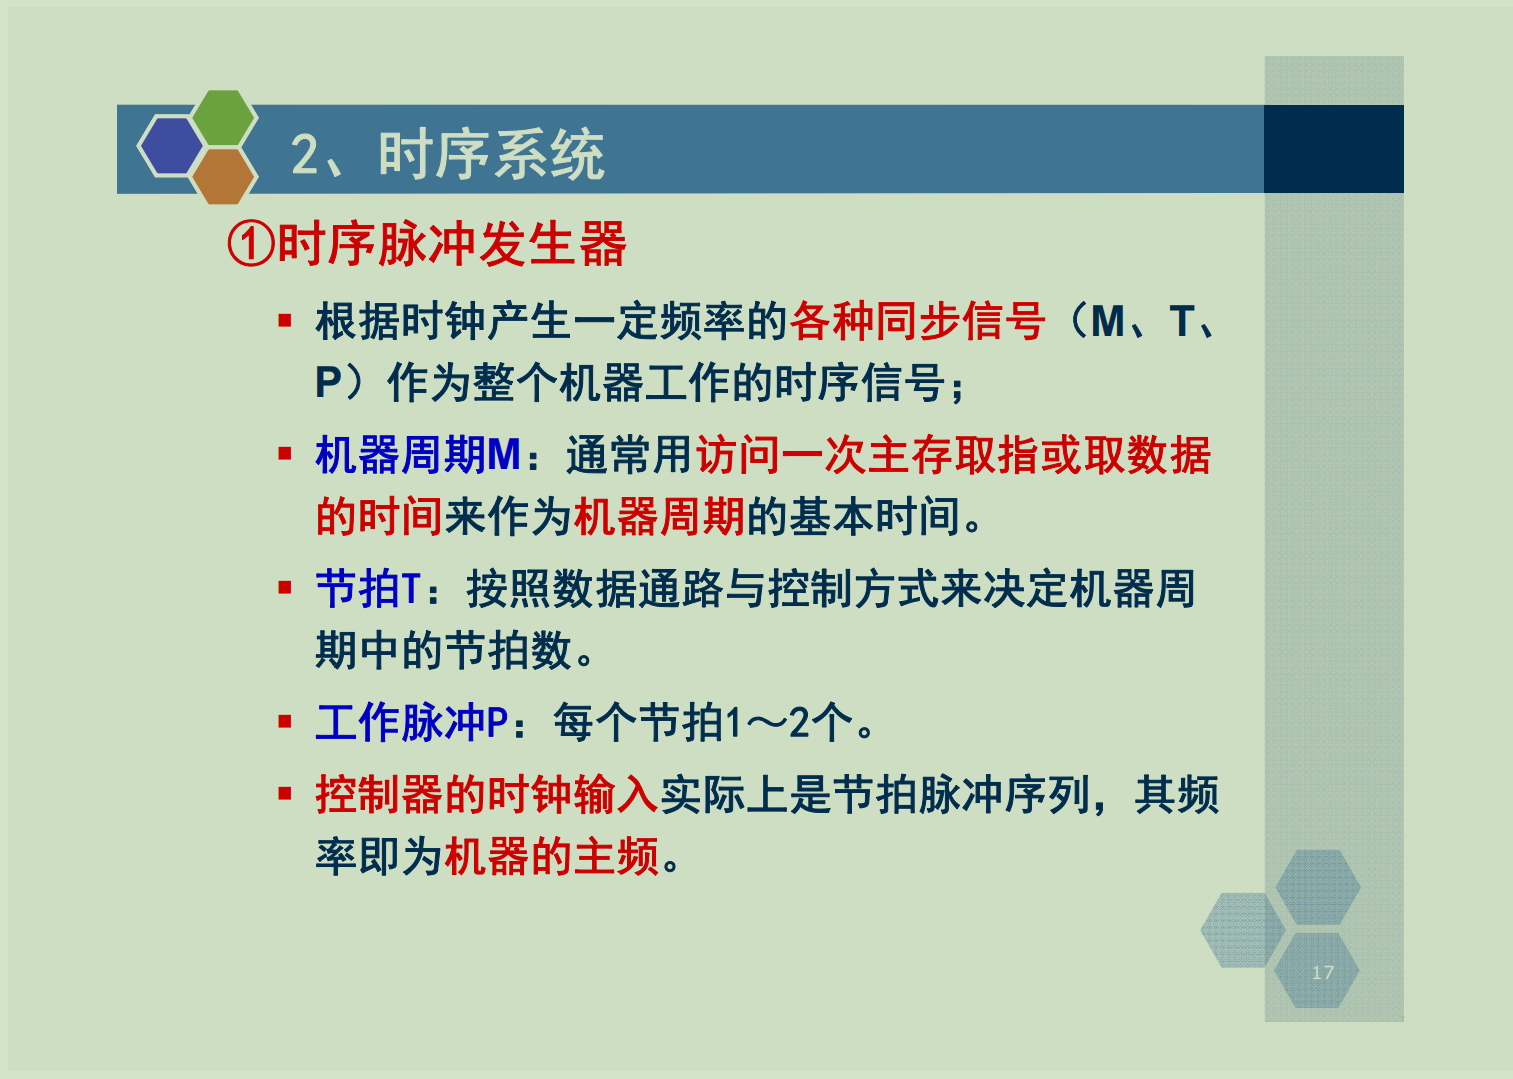 2、时序系统
①时序脉冲发生器
▪ 根据时钟产生一定频率的各种同步信号（M、T、
P）作为整个机器工作的时序信号；
▪ 机器周期M：通常用访问一次主存取指或取数据
的时间来作为机器周期的基本时间。
▪ 节拍T：按照数据通路与控制方式来决定机器周
期中的节拍数。
▪ 工作脉冲P：每个节拍1～2个。
▪ 控制器的时钟输入实际上是节拍脉冲序列，其频
率即为机器的主频。
17